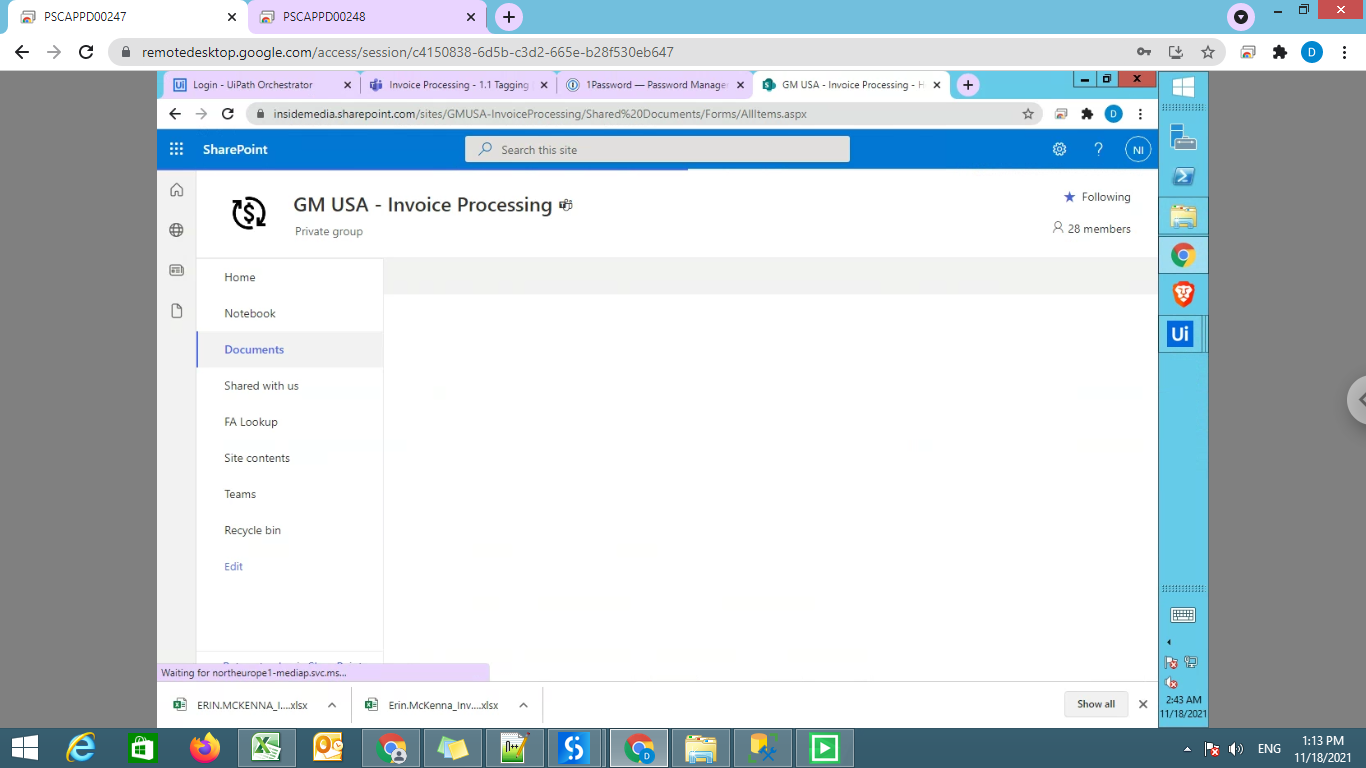 PSCAPPD00247
PSCAPPD00248
remotedesktop.google.com/access/session/c4150838-6d5b-c3d2-665e-b28f530eb647
Login - UiPath Orchestrator
Invoice Processing - 1.1 Tagging
1Password — Password Manage
GM USA - Invoice Processing - H
insidemedia.sharepoint.com/sites/GMUSA-InvoiceProcessing/Shared%20Documents/Forms/AllItems.aspx
SharePoint
Search this site
NI
GM USA - Invoice Processing
Private group
Following
28 members
Home
Notebook
Documents
Shared with us
FA Lookup
Site contents
Teams
Recycle bin
Edit
Waiting for northeurope1-mediap.svc.ms...
ERIN.MCKENNA_I....xlsx
Erin.McKenna_Inv....xlsx
Show all
2:43 AM
11/18/2021
ENG
1:13 PM
11/18/2021